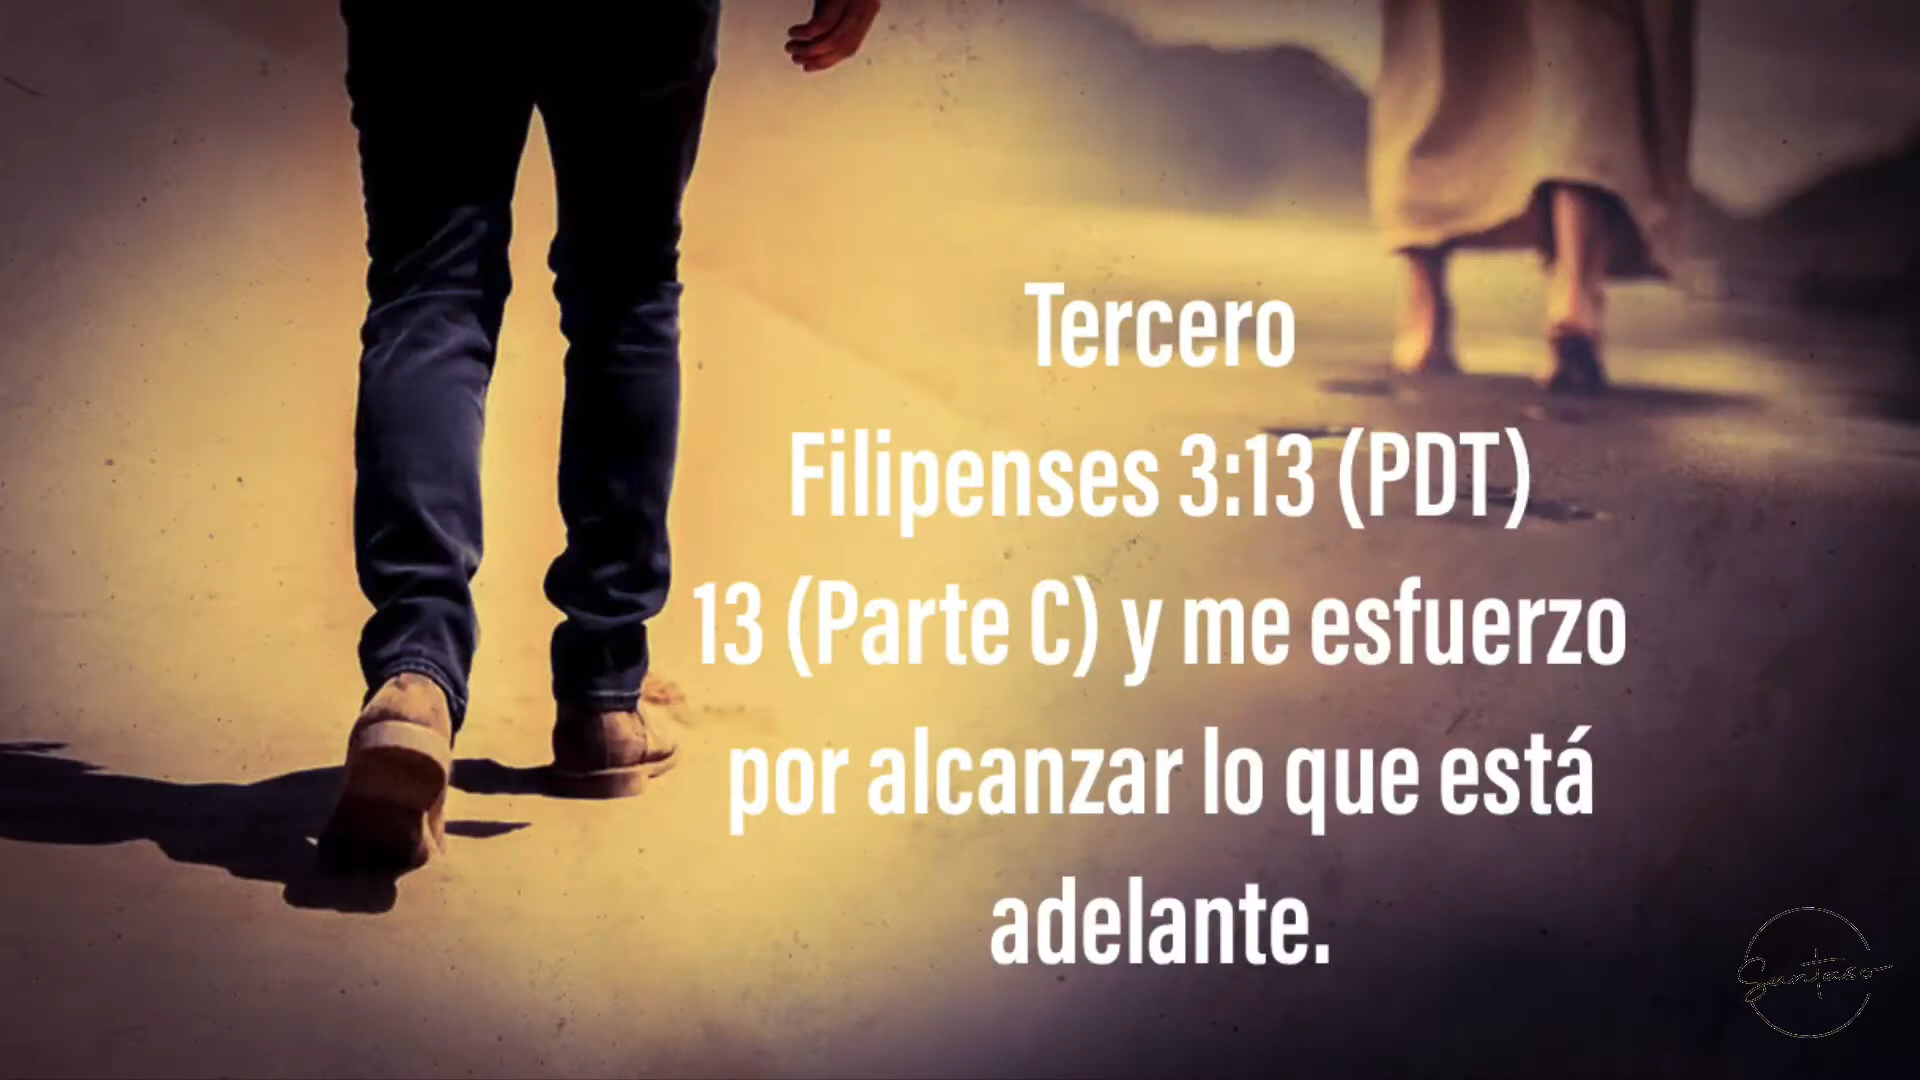 Tercero
Filipenses 3:13 (PDT)
13 (Parte C) y me esfuerzo
por alcanzar lo que está
adelante.